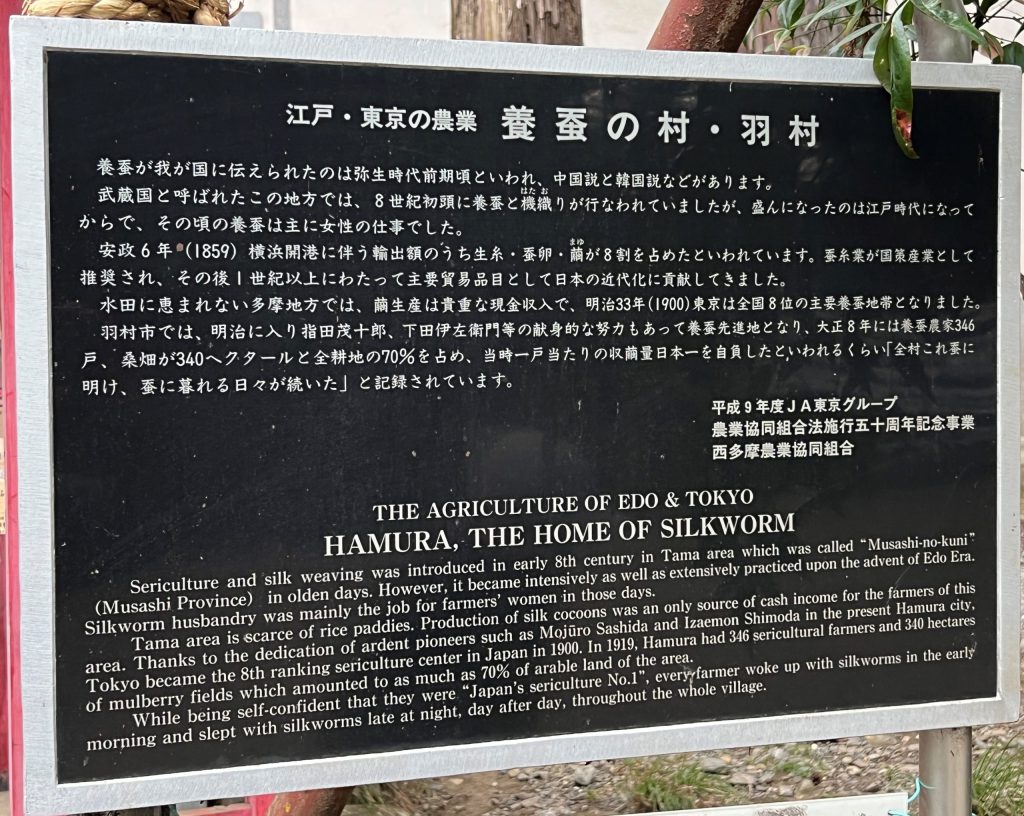 江戸・東京の農業 養蚕の村・羽村
養蚕が我が国に伝えられたのは弥生時代前期頃といわれ、中国説と韓国説などがあります。
武蔵国と呼ばれたこの地方では、8世紀初頭に養蚕と機織りが行なわれていましたが、盛んになったのは江戸時代になって
はた お
からで、その頃の養蚕は主に女性の仕事でした。
まゆ
安政6年(1859)横浜開港に伴う輸出額のうち生糸・蚕卵・繭が8割を占めたといわれています。蚕糸業が国策産業として
推奨され、その後1世紀以上にわたって主要貿易品目として日本の近代化に貢献してきました。
水田に恵まれない多摩地方では、繭生産は貴重な現金収入で、明治33年(1900)東京は全国8位の主要養蚕地帯となりました。
羽村市では、明治に入り指田茂十郎、下田伊左衛門等の献身的な努力もあって養蚕先進地となり、大正8年には養蚕農家346
戸、桑畑が340ヘクタールと全耕地の70%を占め、当時一戸当たりの収繭量日本一を自負したといわれるくらい「全村これ蚕に
明け、蚕に暮れる日々が続いた」と記録されています。
平成9年度JA東京グループ
農業協同組合法施行五十周年記念事業
西多摩農業協同組合
THE AGRICULTURE OF EDO & TOKYO
HAMURA, THE HOME OF SILKWORM
Sericulture and silk weaving was introduced in early 8th century in Tama area which was called "Musashi-no-kuni"
(Musashi Province) in olden days. However, it became intensively as well as extensively practiced upon the advent of Edo Era.
Silkworm husbandry was mainly the job for farmers' women in those days.
Tama area is scarce of rice paddies. Production of silk cocoons was an only source of cash income for the farmers of this
area. Thanks to the dedication of ardent pioneers such as Mojūro Sashida and Izaemon Shimoda in the present Hamura city,
Tokyo became the 8th ranking sericulture center in Japan in 1900. In 1919, Hamura had 346 sericultural farmers and 340 hectares
of mulberry fields which amounted to as much as 70% of arable land of the area.
While being self-confident that they were "Japan's sericulture No.1", every farmer woke up with silkworms in the early
morning and slept with silkworms late at night, day after day, throughout the whole village.